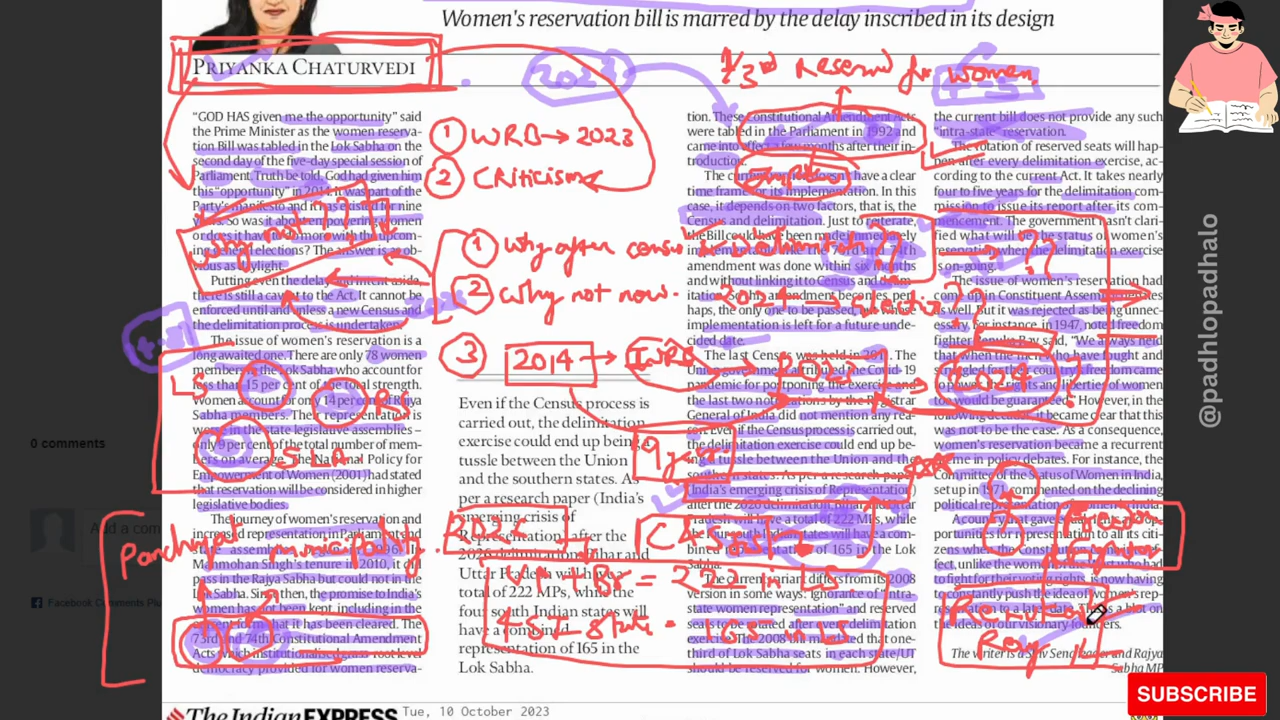 Women's reservation bill is marred by the delay inscribed in its design
PRIYANKA CHATURVEDI
"GOD HAS given me the opportunity" said
the Prime Minister as the women reserva-
tion Bill was tabled in the Lok Sabha on the
second day of the five-day special session of
Parliament. Truth be told, God had given him
this "opportunity" in 2014. It was part of the
Party's manifesto and it has existed for nine
years. So was it about empowering women
or does it have to do more with the upcom-
ing general elections? The answer is as ob-
vious as daylight.
Putting even the delay and intent aside,
there is still a caveat to the Act. It cannot be
enforced until and unless a new Census and
the delimitation process is undertaken.
The issue of women's reservation is a
long awaited one. There are only 78 women
members in the Lok Sabha who account for
less than 15 per cent of the total strength.
Women account for only 14 per cent of Rajya
Sabha members. Their representation is
worse in the state legislative assemblies –
only 9 per cent of the total number of mem-
bers on average. The National Policy for
Empowerment of Women (2001) had stated
that reservation will be considered in higher
legislative bodies.
The journey of women's reservation and
increased representation in Parliament and
state assemblies
Manmohan Singh's tenure in 2010, it did
pass in the Rajya Sabha but could not in the
Lok Sabha. Since then, the promise to India's
women has not been kept, including in the
current form that it has been cleared. The
73rd and 74th Constitutional Amendment
Acts which institutionalised grass-root level
democracy provided for women reserva-
① WRB → 2023
② Criticism
① Why after census
② Why not now.
③ 2014 → WRB
9 years
Even if the Census process is
carried out, the delimitation
exercise could end up being a
tussle between the Union
and the southern states. As
per a research paper (India's
emerging crisis of
Representation) after the
2026 delimitation, Bihar and
Uttar Pradesh will have a
total of 222 MPs, while the
four south Indian states will
have a combined
representation of 165 in the
Lok Sabha.
UP + BR = 222 in LS
4 South State = 165 in LS
1/3rd Reserved for women
tion. These Constitutional Amendment Acts
were tabled in the Parliament in 1992 and
came into effect a few months after their in-
troduction.
The current version doesn't have a clear
time frame for its implementation. In this
case, it depends on two factors, that is, the
Census and delimitation. Just to reiterate,
the Bill could have been made immediately
implementable like the 73rd and 74th
amendment was done within six months
and without linking it to Census and delim-
itation. So this amendment becomes, per-
haps, the only one to be passed, but whose
implementation is left for a future unde-
cided date.
The last Census was held in 2011. The
Union government attributed the Covid-19
pandemic for postponing the exercise and
the last two notifications by the Registrar
General of India did not mention any rea-
son. Even if the Census process is carried out,
the delimitation exercise could end up be-
ing a tussle between the Union and the
southern states. As per a research paper
(India's emerging crisis of Representation)
after the 2026 delimitation, Bihar and Uttar
Pradesh will have a total of 222 MPs, while
the four south Indian states will have a com-
bined representation of 165 in the Lok
Sabha.
The current variant differs from its 2008
version in some ways. Ignorance of "intra-
state women representation" and reserved
seats to be rotated after every delimitation
exercise. The 2008 bill mandated that one-
third of Lok Sabha seats in each state/UT
should be reserved for women. However,
the current bill does not provide any such
"intra-state" reservation.
The rotation of reserved seats will hap-
pen after every delimitation exercise, ac-
cording to the current Act. It takes nearly
four to five years for the delimitation com-
mission to issue its report after its com-
mencement. The government hasn't clari-
fied what will be the status of women's
reservation when the delimitation exercise
is on-going.
The issue of women's reservation had
come up in Constituent Assembly debates
as well. But it was rejected as being unnec-
essary. For instance, in 1947, noted freedom
fighter Renuka Ray said, "We always held
that when the men who have fought and
struggled for their country's freedom came
to power, the rights and liberties of women
too would be guaranteed". However, in the
following decades, it became clear that this
was not to be the case. As a consequence,
women's reservation became a recurrent
theme in policy debates. For instance, the
Committee of the Status of Women in India,
set up in 1971, commented on the declining
political representation of women in India.
A country that gave equal rights and op-
portunities for
zens when the Constitution
fect, unlike the women of the West who had
to fight for their voting rights, is now having
to constantly push the idea of women's rep-
resentation to a later date. This is a blot on
the ideas of our visionary founders.
The writer is a Shiv Sena leader and Rajya
Sabha MP
0 comments
Add a com
Facebook Comments Plu
The Indian EXPRESS
Tue, 10 October 2023
@padhlopadhalo
SUBSCRIBE